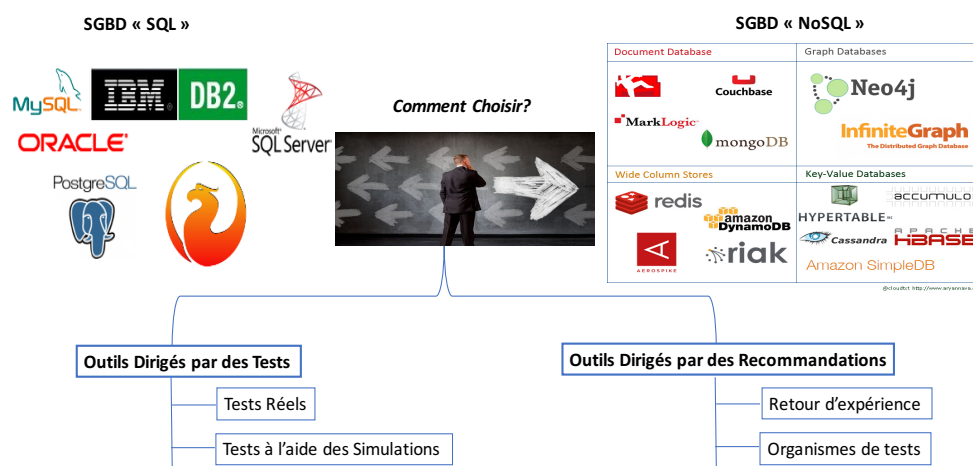 SGBD « SQL »
SGBD « NoSQL »
MySQL
IBM
DB2
ORACLE
Microsoft
SQL Server
PostgreSQL
Comment Choisir?
Document Database
Graph Databases
Couchbase
MarkLogic
mongoDB
Neo4j
InfiniteGraph
The Distributed Graph Database
Wide Column Stores
Key-Value Databases
redis
amazon
DynamoDB
AEROSPIKE
riak
accumulo
HYPERTABLE INC
Cassandra
APACHE
HBASE
Amazon SimpleDB
Outils Dirigés par des Tests
Tests Réels
Tests à l’aide des Simulations
Outils Dirigés par des Recommandations
Retour d’expérience
Organismes de tests